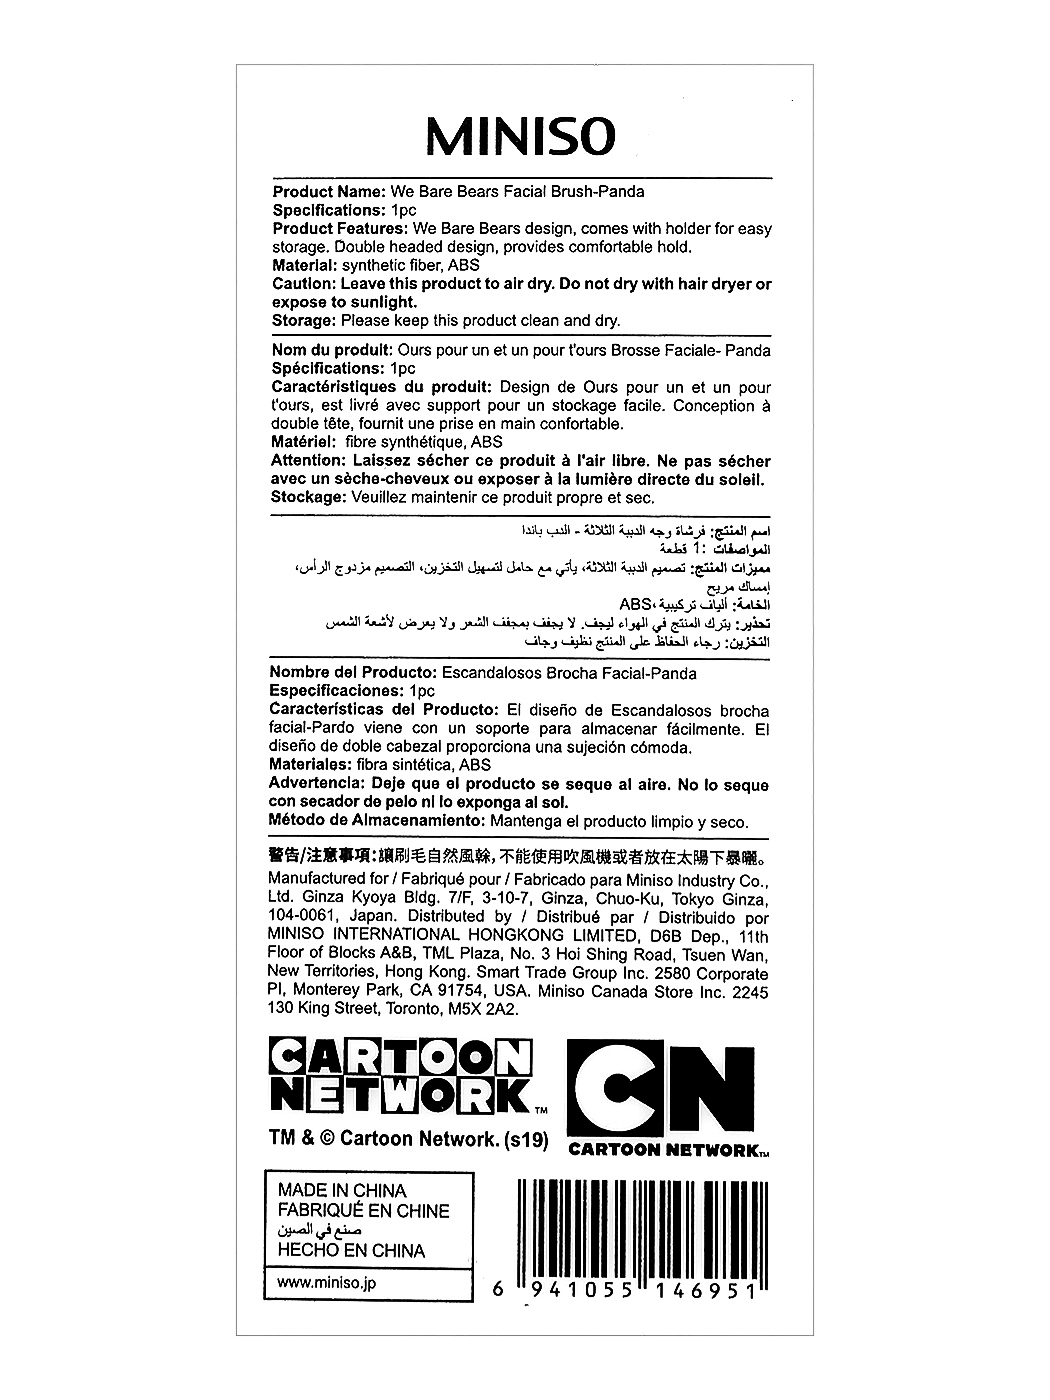 MINISO
Product Name: We Bare Bears Facial Brush-Panda
Specifications: 1pc
Product Features: We Bare Bears design, comes with holder for easy
storage. Double headed design, provides comfortable hold.
Material: synthetic fiber, ABS
Caution: Leave this product to air dry. Do not dry with hair dryer or
expose to sunlight.
Storage: Please keep this product clean and dry.
Nom du produit: Ours pour un et un pour t'ours Brosse Faciale- Panda
Spécifications: 1pc
Caractéristiques du produit: Design de Ours pour un et un pour
t'ours, est livré avec support pour un stockage facile. Conception à
double tête, fournit une prise en main confortable.
Matériel: fibre synthétique, ABS
Attention: Laissez sécher ce produit à l'air libre. Ne pas sécher
avec un sèche-cheveux ou exposer à la lumière directe du soleil.
Stockage: Veuillez maintenir ce produit propre et sec.
اسم المنتج: فرشاة وجه الدببة الثلاثة - الدب باندا
المواصفات :1 قطعة
مميزات المنتج: تصميم الدببة الثلاثة، يأتي مع حامل لتسهيل التخزين، التصميم مزدوج الرأس،
إمساك مريح
الخامة: ألياف تركيبية ،ABS
تحذير: يترك المنتج في الهواء ليجف. لا يجفف بمجفف الشعر ولا يعرض لأشعة الشمس
التخزين: رجاء الحفاظ على المنتج نظيف وجاف
Nombre del Producto: Escandalosos Brocha Facial-Panda
Especificaciones: 1pc
Características del Producto: El diseño de Escandalosos brocha
facial-Pardo viene con un soporte para almacenar fácilmente. El
diseño de doble cabezal proporciona una sujeción cómoda.
Materiales: fibra sintética, ABS
Advertencia: Deje que el producto se seque al aire. No lo seque
con secador de pelo ni lo exponga al sol.
Método de Almacenamiento: Mantenga el producto limpio y seco.
警告/注意事項:讓刷毛自然風乾,不能使用吹風機或者放在太陽下暴曬。
Manufactured for / Fabriqué pour / Fabricado para Miniso Industry Co.,
Ltd. Ginza Kyoya Bldg. 7/F, 3-10-7, Ginza, Chuo-Ku, Tokyo Ginza,
104-0061, Japan. Distributed by / Distribué par / Distribuido por
MINISO INTERNATIONAL HONGKONG LIMITED, D6B Dep., 11th
Floor of Blocks A&B, TML Plaza, No. 3 Hoi Shing Road, Tsuen Wan,
New Territories, Hong Kong. Smart Trade Group Inc. 2580 Corporate
Pl, Monterey Park, CA 91754, USA. Miniso Canada Store Inc. 2245
130 King Street, Toronto, M5X 2A2.
CARTOON
NETWORK™
TM & © Cartoon Network. (s19)
CN
CARTOON NETWORK™
MADE IN CHINA
FABRIQUÉ EN CHINE
صنع في الصين
HECHO EN CHINA
www.miniso.jp
6 941055 146951